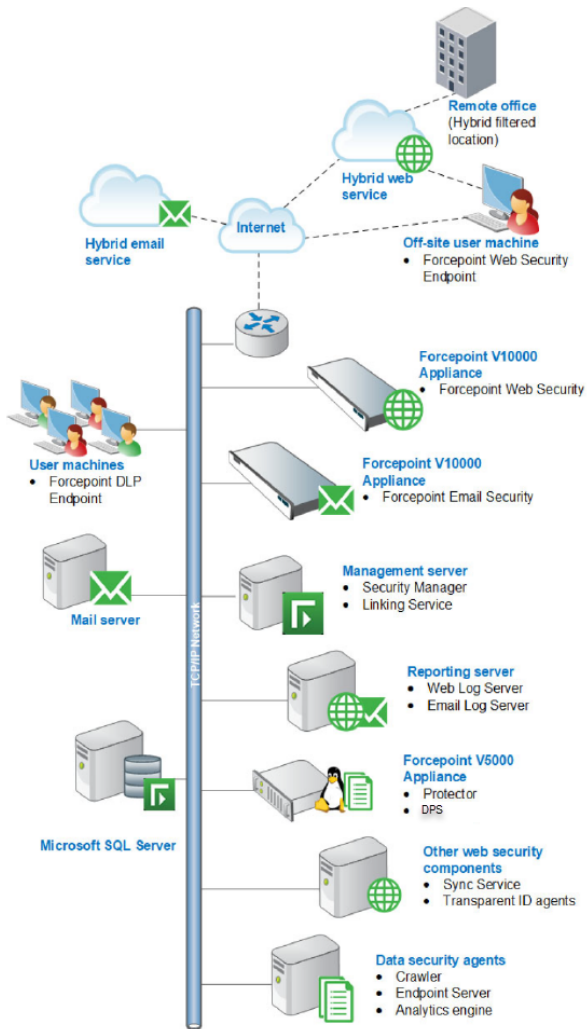 Remote office
(Hybrid filtered
location)
Hybrid web
service
Internet
Hybrid email
service
Off-site user machine
• Forcepoint Web Security
Endpoint
Forcepoint V10000
Appliance
• Forcepoint Web Security
User machines
• Forcepoint DLP
Endpoint
Forcepoint V10000
Appliance
• Forcepoint Email Security
Mail server
Management server
• Security Manager
• Linking Service
TCP/IP Network
Reporting server
• Web Log Server
• Email Log Server
Microsoft SQL Server
Forcepoint V5000
Appliance
• Protector
• DPS
Other web security
components
• Sync Service
• Transparent ID agents
Data security agents
• Crawler
• Endpoint Server
• Analytics engine